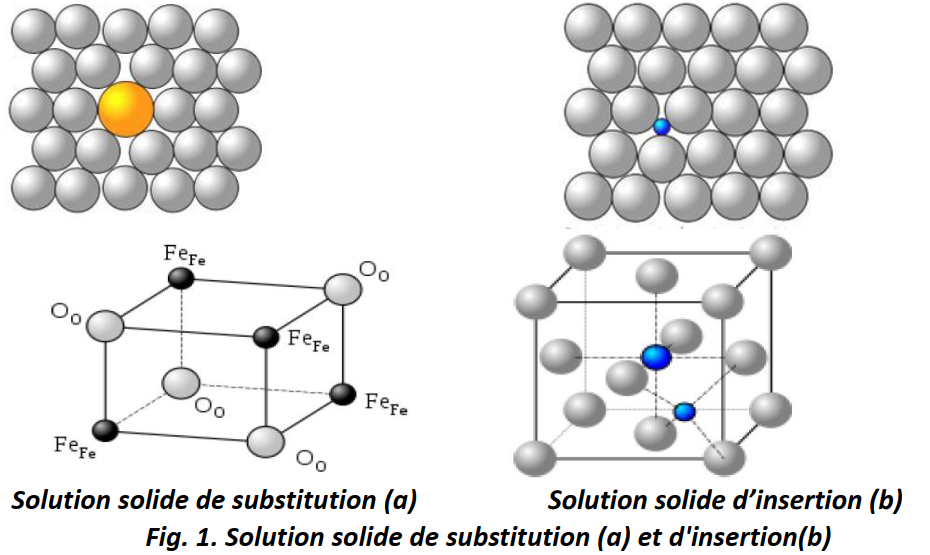 Fe_Fe
O_o
O_o
Fe_Fe
Fe_Fe
O_o
Fe_Fe
O_o
Solution solide de substitution (a)
Solution solide d’insertion (b)
Fig. 1. Solution solide de substitution (a) et d'insertion(b)